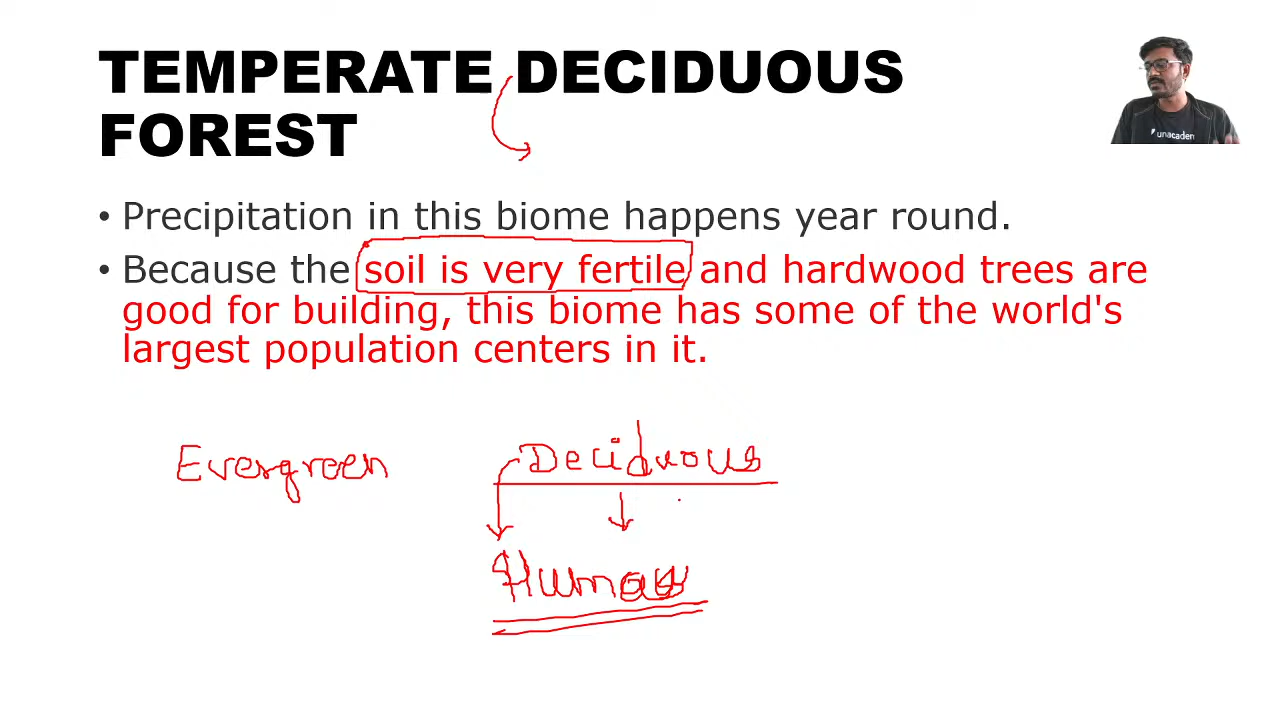 TEMPERATE DECIDUOUS
FOREST
unacadem
• Precipitation in this biome happens year round.
• Because the soil is very fertile and hardwood trees are
good for building, this biome has some of the world's
largest population centers in it.
Evergreen Deciduous